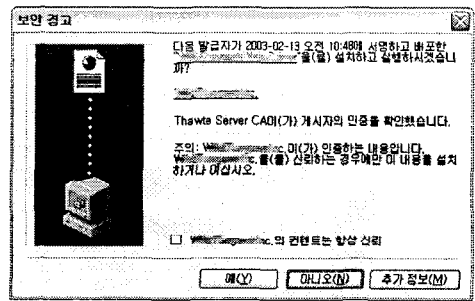 보안 경고
다음 발급자가 2003-02-13 오전 10:46에 서명하고 배포한
을(를) 설치하고 실행하시겠습니
까?
Thawte Server CA이(가) 게시자의 인증을 확인했습니다.
주의: 이(가) 인증하는 내용입니다.
을(를) 신뢰하는 경우에만 이 내용을 설치
하거나 여십시오.
의 컨텐트는 항상 신뢰
예(Y) 아니오(N) 추가 정보(M)